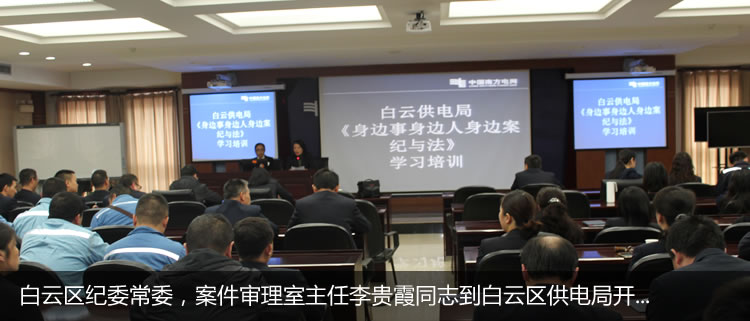 中国南方电网
白云供电局
《身边事身边人身边案
纪与法》
学习培训
白云供电局
《身边事身边人身边案
纪与法》
学习培训
白云供电局
《身边事身边人身边案
纪与法》
学习培训
白云区纪委常委，案件审理室主任李贵霞同志到白云区供电局开...